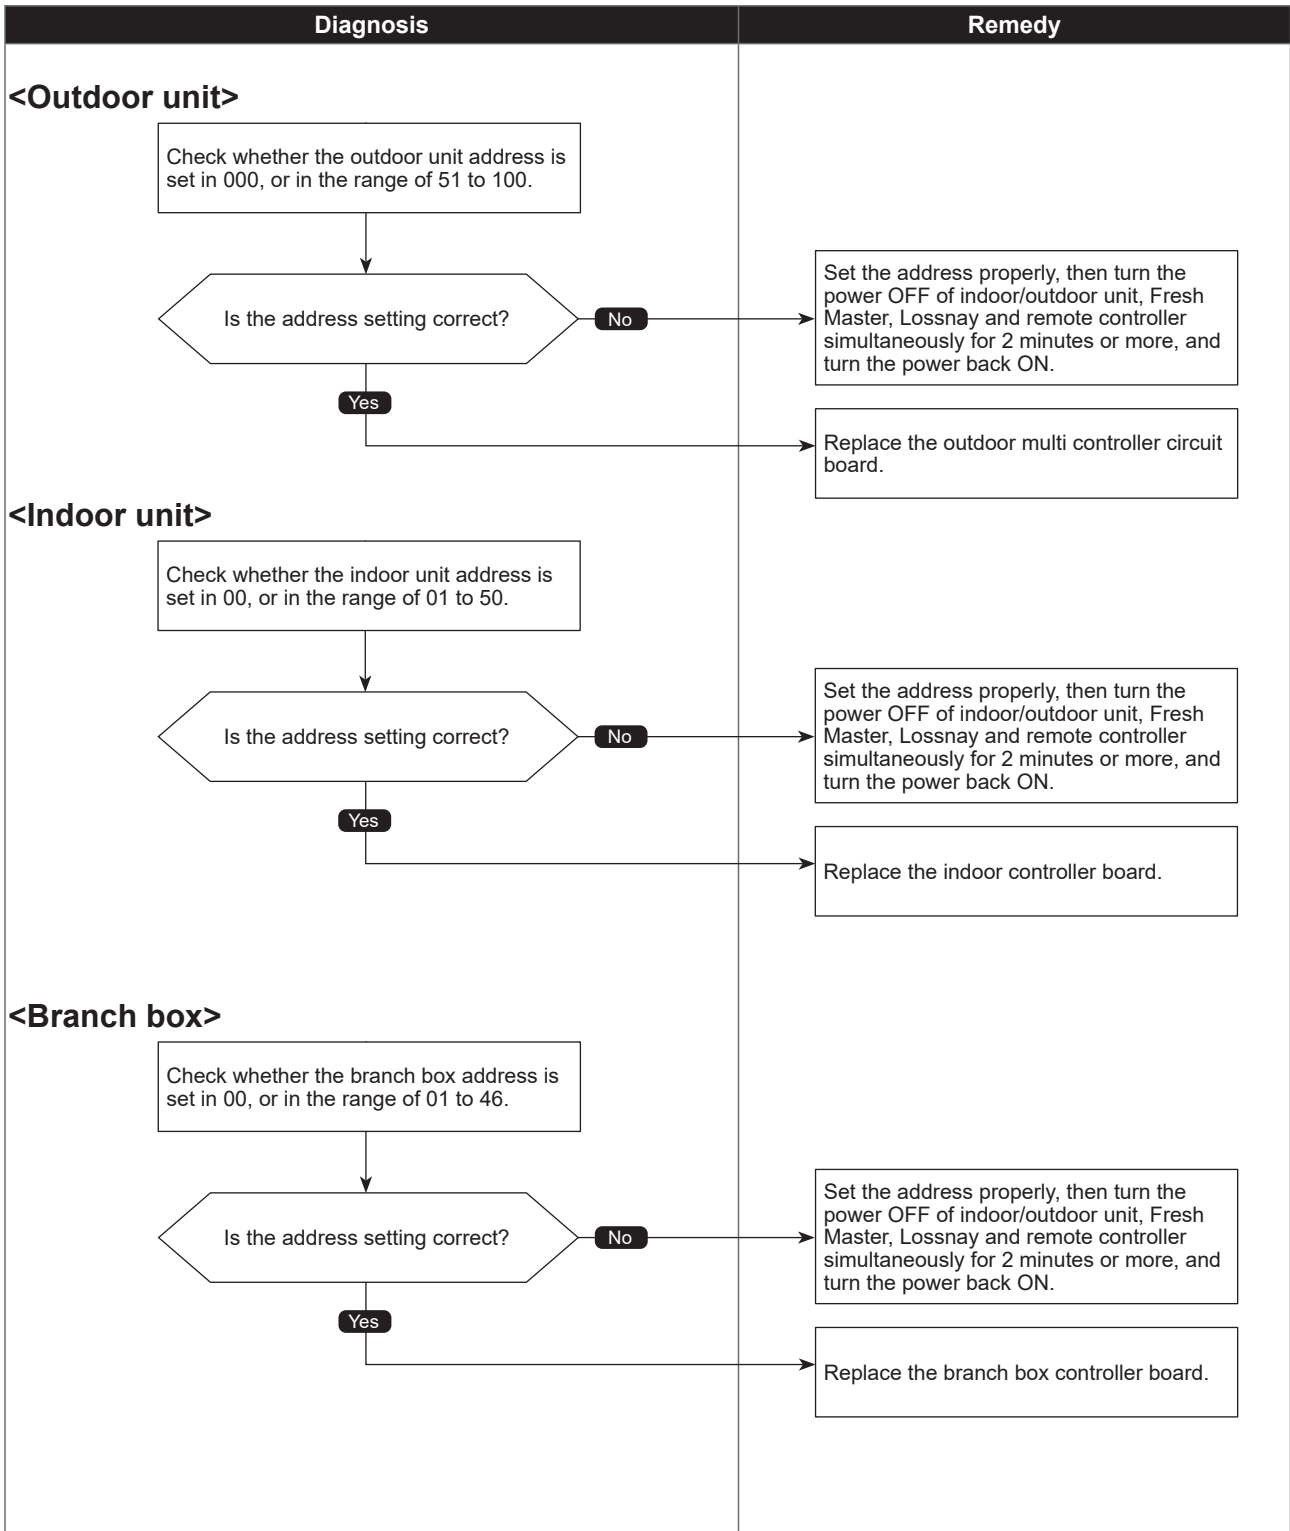 Diagnosis
Remedy
<Outdoor unit>
Check whether the outdoor unit address is
set in 000, or in the range of 51 to 100.
Is the address setting correct?
No
Set the address properly, then turn the
power OFF of indoor/outdoor unit, Fresh
Master, Lossnay and remote controller
simultaneously for 2 minutes or more, and
turn the power back ON.
Yes
Replace the outdoor multi controller circuit
board.
<Indoor unit>
Check whether the indoor unit address is
set in 00, or in the range of 01 to 50.
Is the address setting correct?
No
Set the address properly, then turn the
power OFF of indoor/outdoor unit, Fresh
Master, Lossnay and remote controller
simultaneously for 2 minutes or more, and
turn the power back ON.
Yes
Replace the indoor controller board.
<Branch box>
Check whether the branch box address is
set in 00, or in the range of 01 to 46.
Is the address setting correct?
No
Set the address properly, then turn the
power OFF of indoor/outdoor unit, Fresh
Master, Lossnay and remote controller
simultaneously for 2 minutes or more, and
turn the power back ON.
Yes
Replace the branch box controller board.